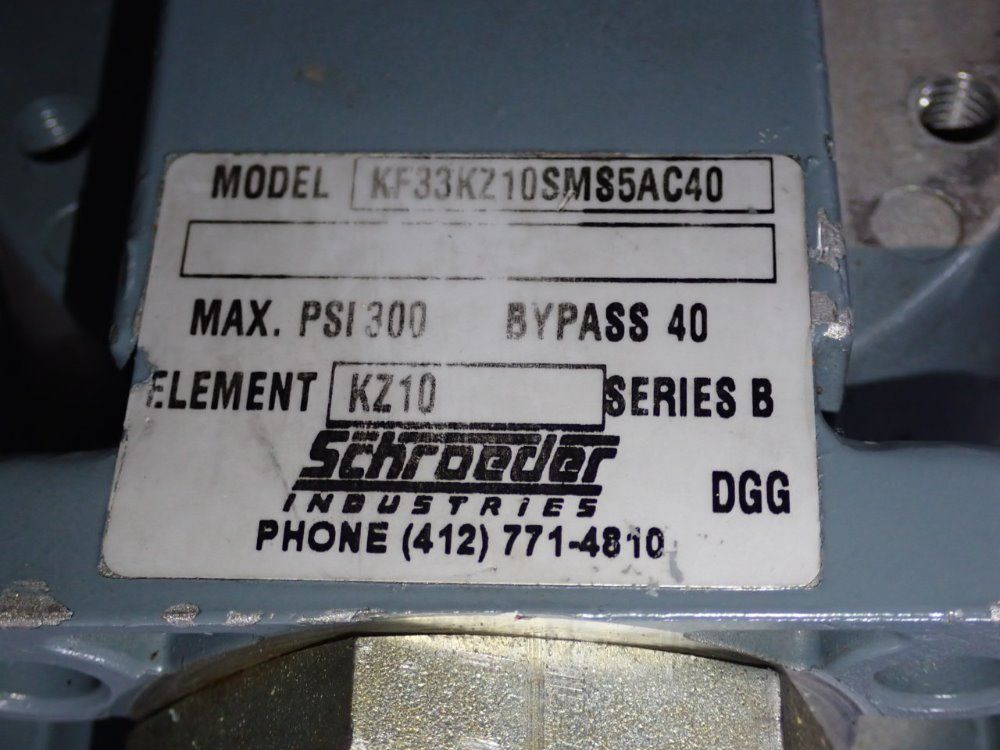 MODEL KF33KZ10SMS5AC40
MAX. PSI 300 BYPASS 40
ELEMENT KZ10 SERIES B
Schroeder
INDUSTRIES DGG
PHONE (412) 771-4810